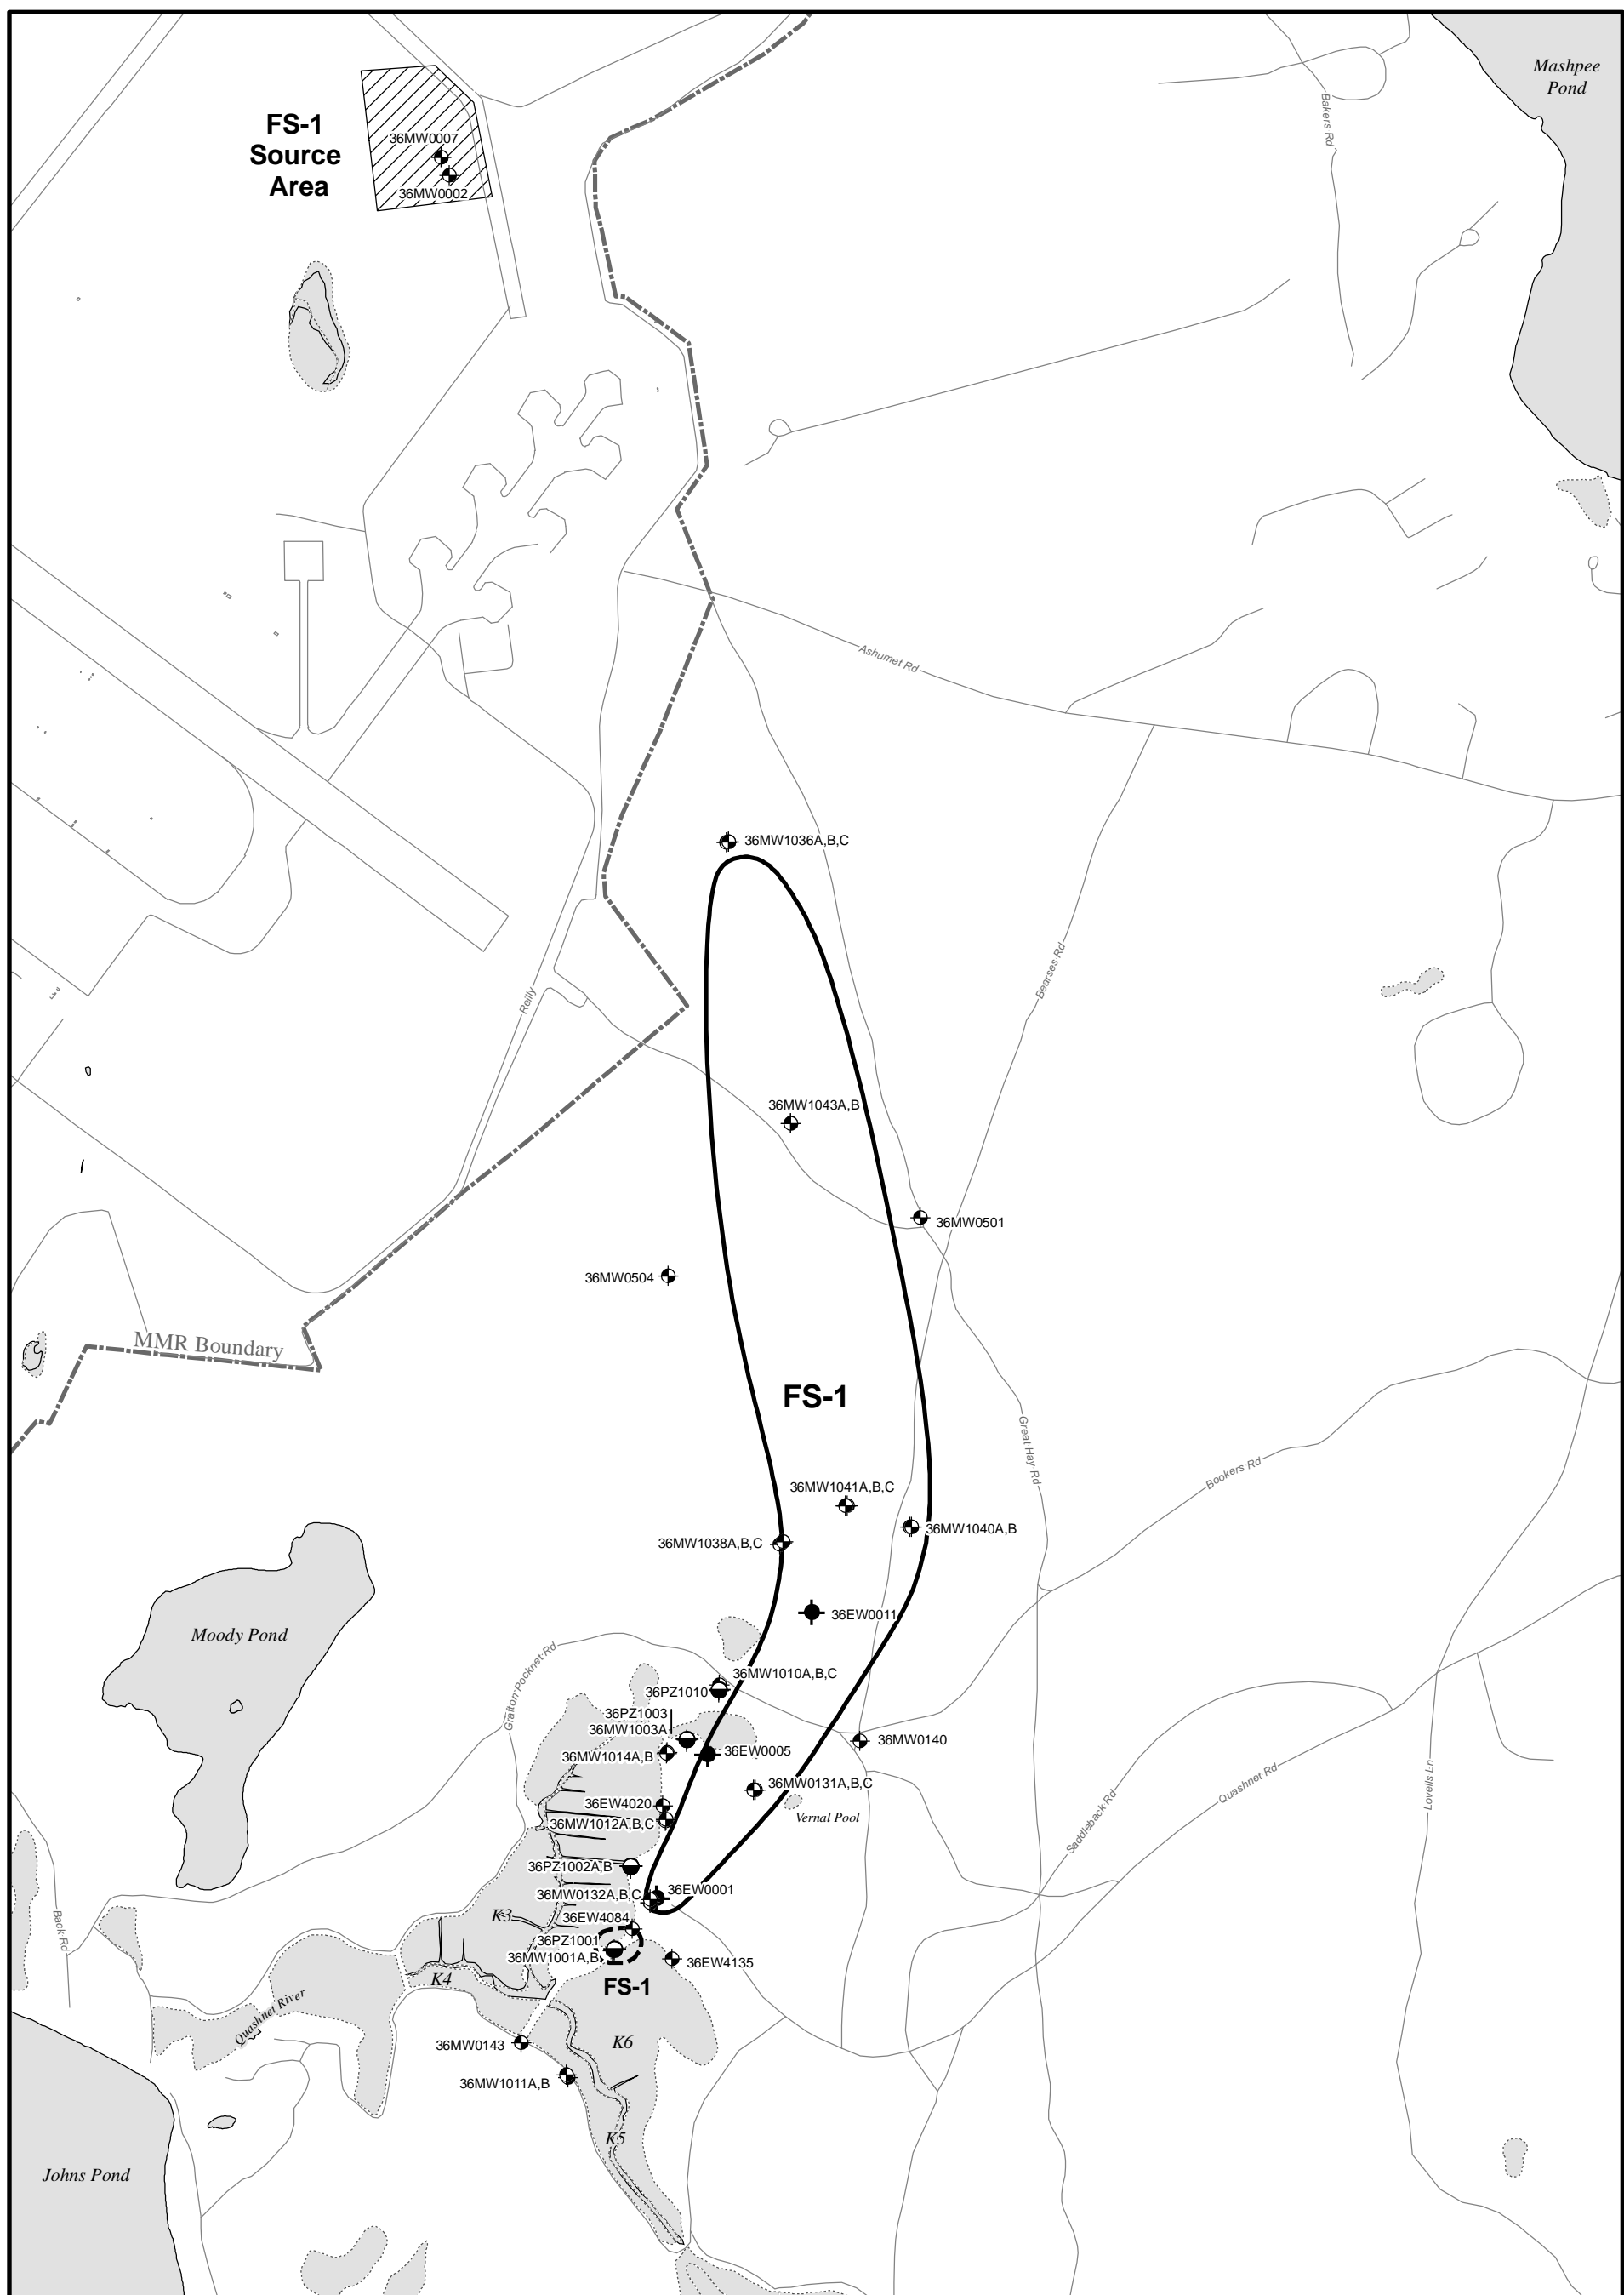 Mashpee
Pond
FS-1
Source
Area
36MW0007
36MW0002
Bakers Rd
Ashumet Rd
36MW1036A,B,C
Bearses Rd
Reilly
36MW1043A,B
36MW0501
36MW0504
MMR Boundary
FS-1
Great Hay Rd
Bookers Rd
36MW1041A,B,C
36MW1040A,B
36MW1038A,B,C
36EW0011
Moody Pond
Grafton Pocknet Rd
36MW1010A,B,C
36PZ1010
36PZ1003
36MW1003A
36MW1014A,B
36EW0005
36MW0140
36MW0131A,B,C
Vernal Pool
36EW4020
36MW1012A,B,C
Saddleback Rd
Quashnet Rd
Lovells Ln
36PZ1002A,B
36MW0132A,B,C
36EW0001
K3
36EW4084
36PZ1001
36MW1001A,B
36EW4135
Back Rd
K4
FS-1
Quashnet River
36MW0143
K6
36MW1011A,B
K5
Johns Pond